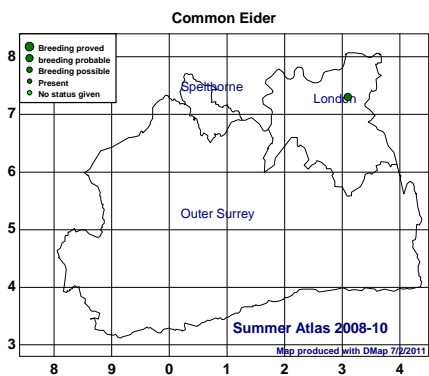 Common Eider
Breeding proved
breeding probable
Breeding possible
Present
No status given
8
7
6
5
4
3
Spelthorne
London
Outer Surrey
Summer Atlas 2008-10
Map produced with DMap 7/2/2011
8 9 0 1 2 3 4